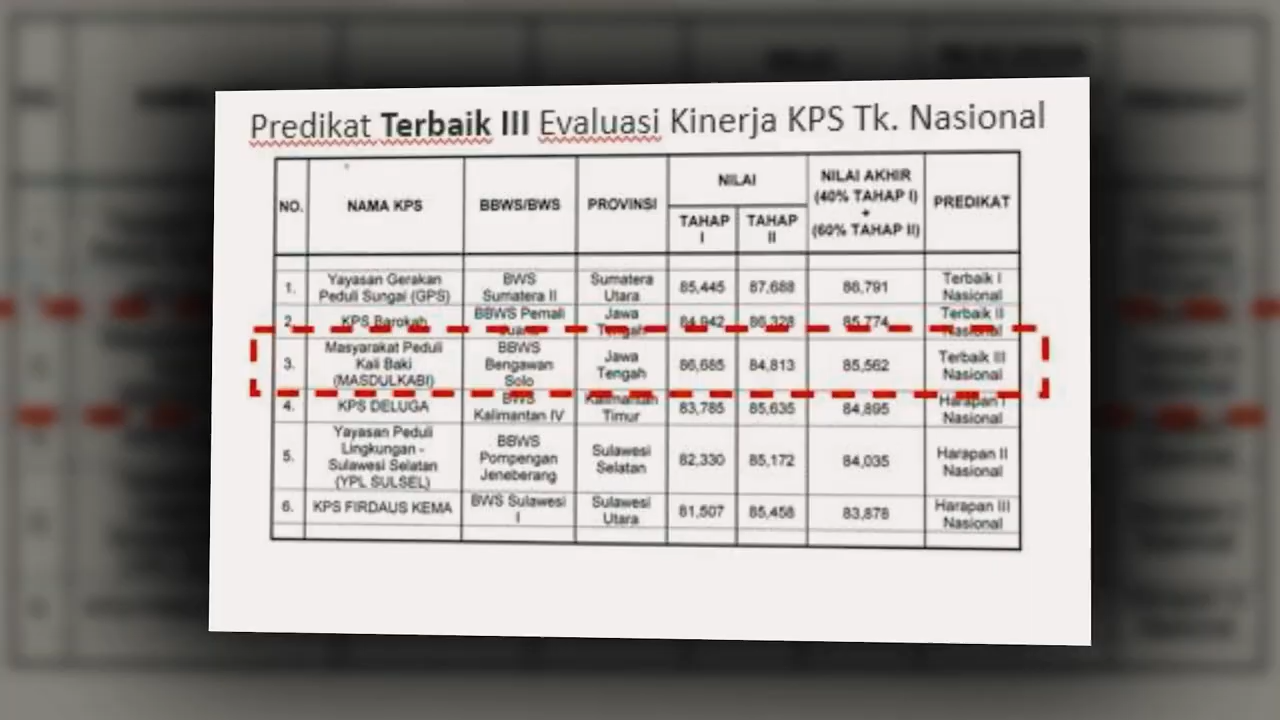 Predikat Terbaik III Evaluasi Kinerja KPS Tk. Nasional
NO. NAMA KPS BBWS/BWS PROVINSI NILAI NILAI AKHIR (40% TAHAP I) + (60% TAHAP II) PREDIKAT
TAHAP I TAHAP II
1. Yayasan Gerakan Peduli Sungai (GPS) BWS Sumatera II Sumatera Utara 85,445 87,688 86,791 Terbaik I Nasional
2. KPS Barokah BBWS Pemali Juana Jawa Tengah 84,942 86,328 85,774 Terbaik II Nasional
3. Masyarakat Peduli Kali Baki (MASDULKABI) BBWS Bengawan Solo Jawa Tengah 86,685 84,813 85,562 Terbaik III Nasional
4. KPS DELUGA BWS Kalimantan IV Kalimantan Timur 83,785 85,635 84,895 Harapan I Nasional
5. Yayasan Peduli Lingkungan - Sulawesi Selatan (YPL SULSEL) BBWS Pompengan Jeneberang Sulawesi Selatan 82,330 85,172 84,035 Harapan II Nasional
6. KPS FIRDAUS KEMA BWS Sulawesi I Sulawesi Utara 81,507 85,458 83,878 Harapan III Nasional